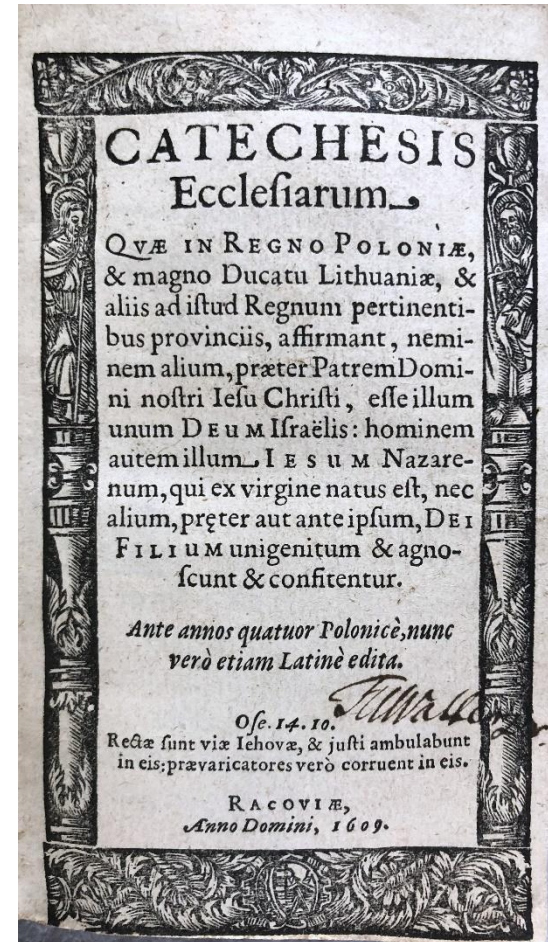 CATECHESIS
Eccleſiarum
QVÆ IN REGNO POLONIÆ,
& magno Ducatu Lithuaniæ, &
aliis ad iſtud Regnum pertinenti-
bus provinciis, affirmant, nemi-
nem alium, præter Patrem Domi-
ni noſtri Ieſu Chriſti, eſſe illum
unum DEUM Iſraëlis: hominem
autem illum IESUM Nazare-
num, qui ex virgine natus eſt, nec
alium, pręter aut ante ipſum, DEI
FILIUM unigenitum & agno-
ſcunt & confitentur.
Ante annos quatuor Polonicè, nunc
verò etiam Latinè edita.
Oſe. 14. 10.
Rectæ ſunt viæ Iehovæ, & juſti ambulabunt
in eis; prævaricatores verò corruent in eis.
RACOVIÆ,
Anno Domini, 1609.